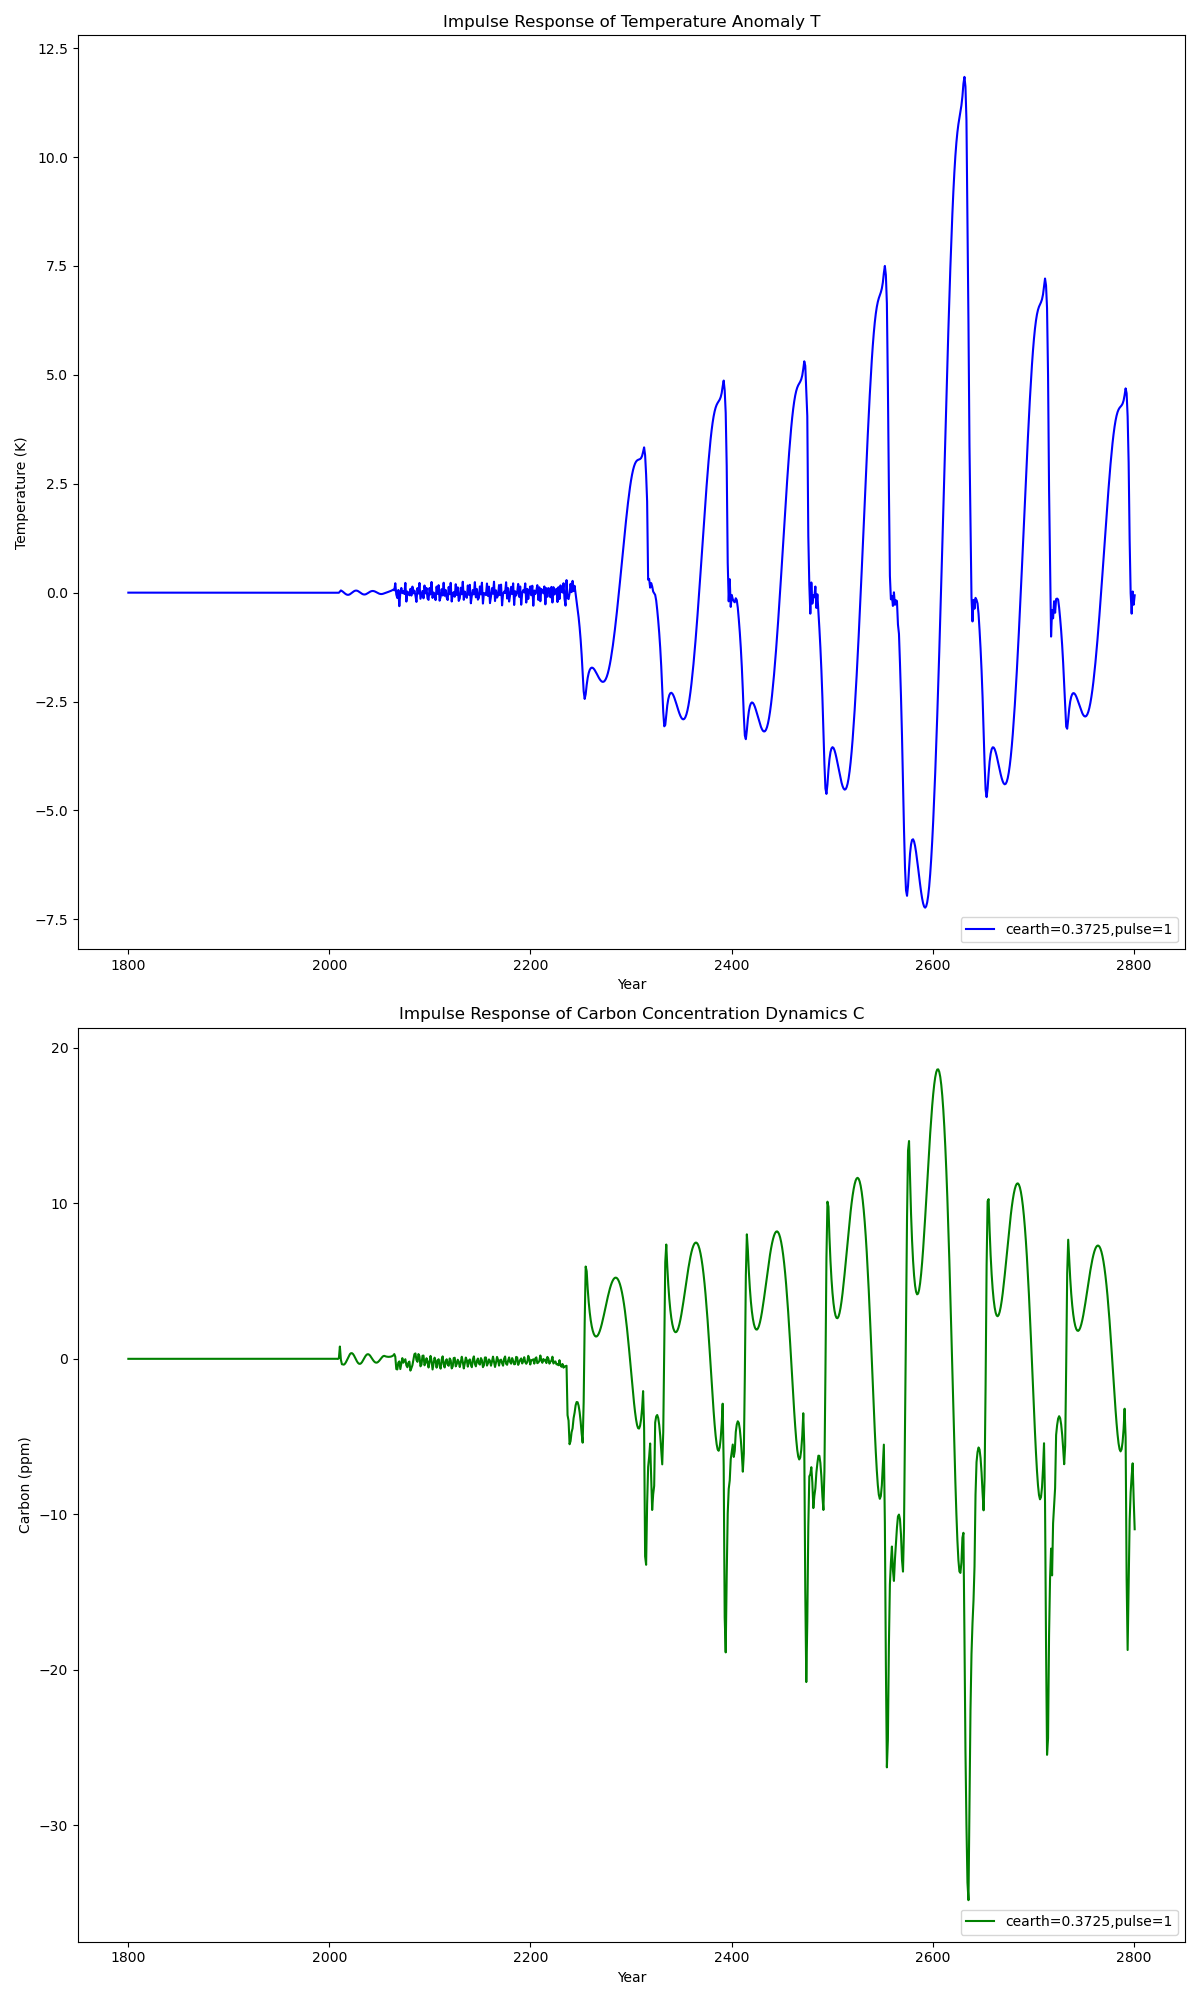 Impulse Response of Temperature Anomaly T
Temperature (K)
12.5
10.0
7.5
5.0
2.5
0.0
−2.5
−5.0
−7.5
cearth=0.3725,pulse=1
1800 2000 2200 2400 2600 2800
Year
Impulse Response of Carbon Concentration Dynamics C
Carbon (ppm)
20
10
0
−10
−20
−30
cearth=0.3725,pulse=1
1800 2000 2200 2400 2600 2800
Year